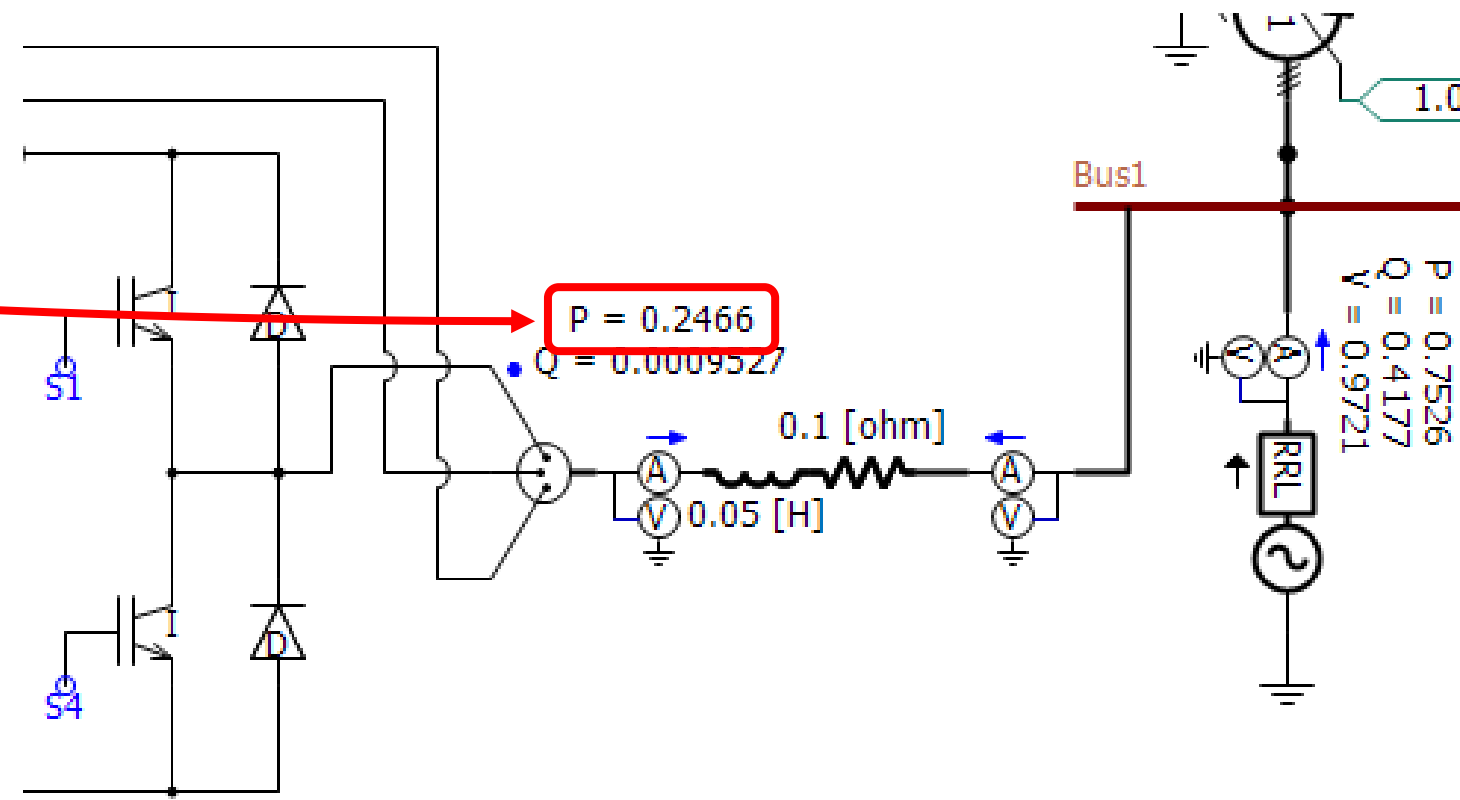 1
1.0
Bus1
I
D
P = 0.2466
Q = 0.0009527
S1
P = 0.7526
Q = 0.4177
V = 0.9721
V
A
0.1 [ohm]
A
A
RRL
V
0.05 [H]
V
I
D
S4